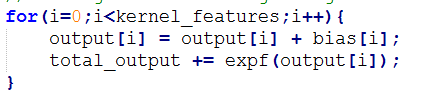 for(i=0;i<kernel_features;i++){
output[i] = output[i] + bias[i];
total_output += expf(output[i]);
}